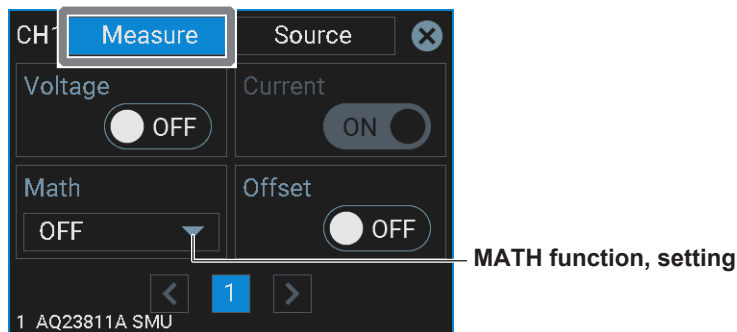 CH1 Measure Source
Voltage Current
OFF ON
Math Offset
OFF OFF
MATH function, setting
1
1 AQ23811A SMU